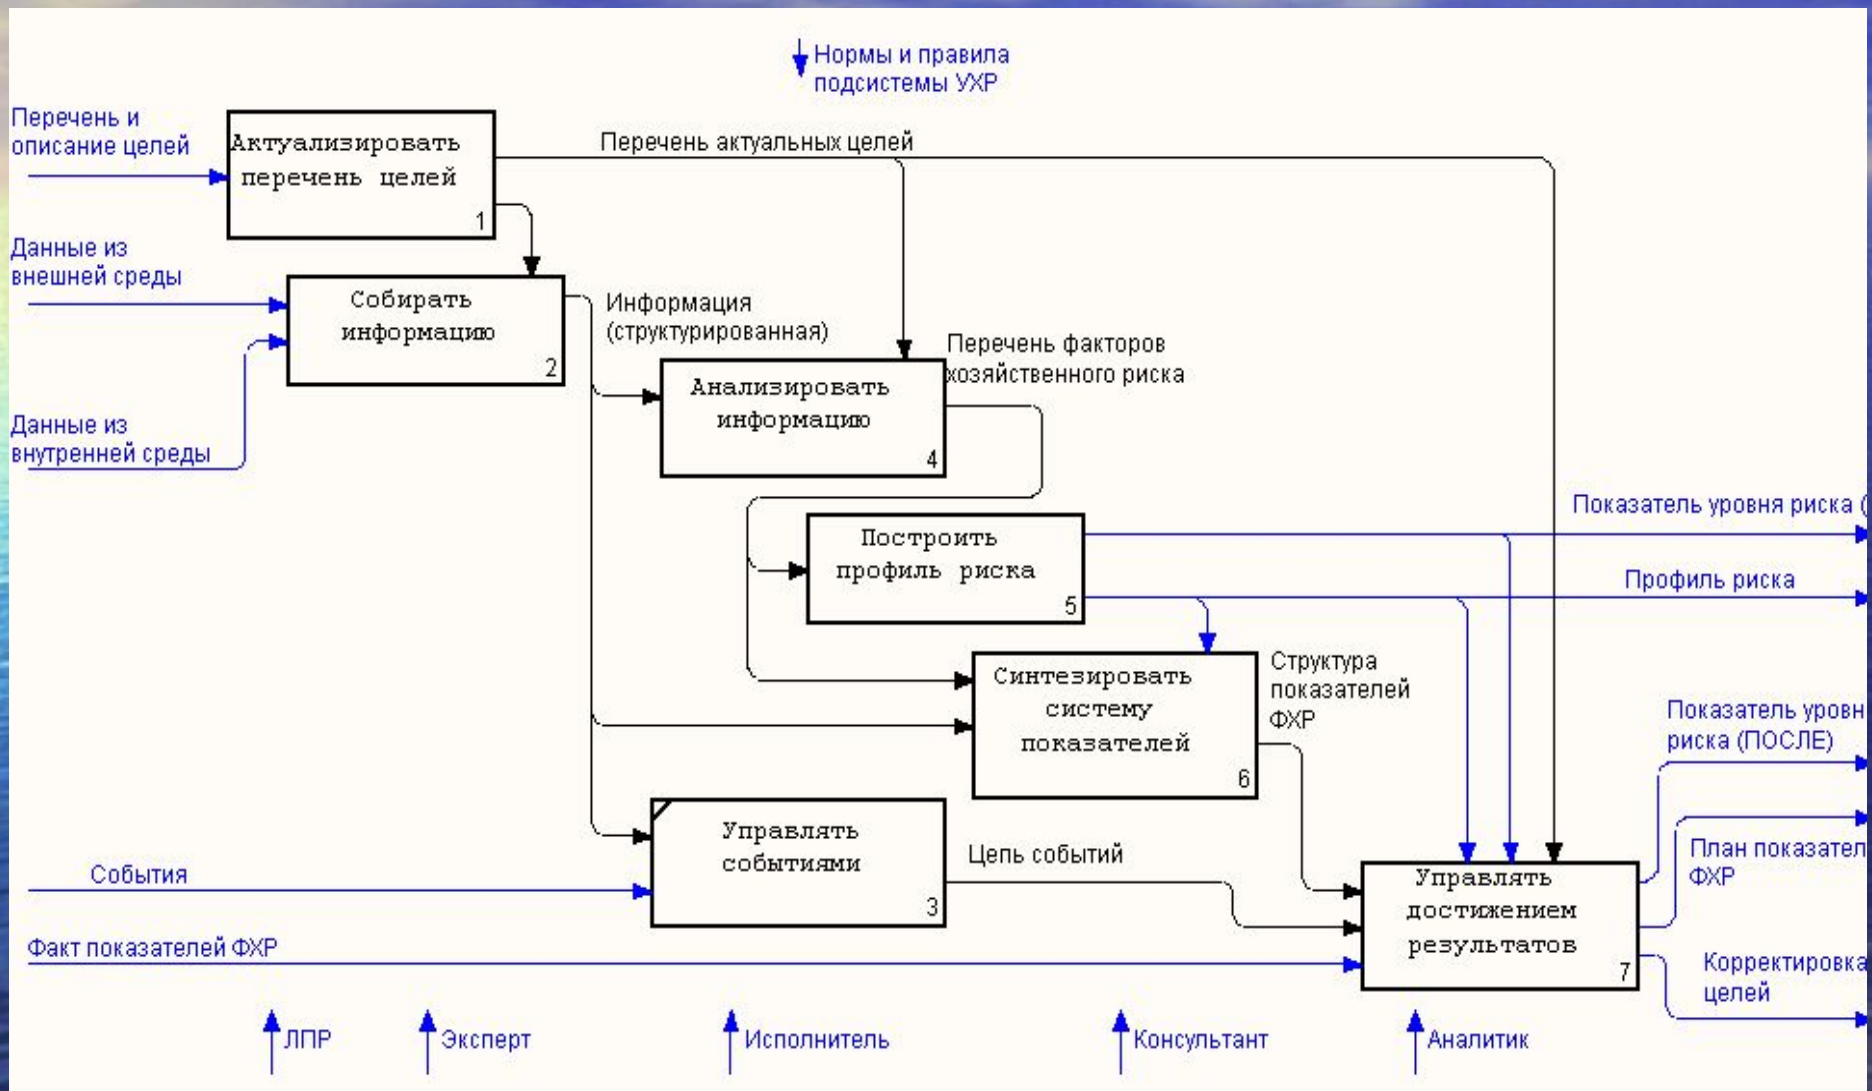 Нормы и правила
подсистемы УХР
Перечень и
описание целей
Актуализировать
перечень целей
1
Перечень актуальных целей
Данные из
внешней среды
Собирать
информацию
2
Информация
(структурированная)
Данные из
внутренней среды
Анализировать
информацию
4
Перечень факторов
хозяйственного риска
Построить
профиль риска
5
Показатель уровня риска (
Профиль риска
Синтезировать
систему
показателей
6
Структура
показателей
ФХР
Показатель уровн
риска (ПОСЛЕ)
Управлять
событиями
3
Цепь событий
События
Факт показателей ФХР
Управлять
достижением
результатов
7
План показател
ФХР
Корректировка
целей
ЛПР
Эксперт
Исполнитель
Консультант
Аналитик